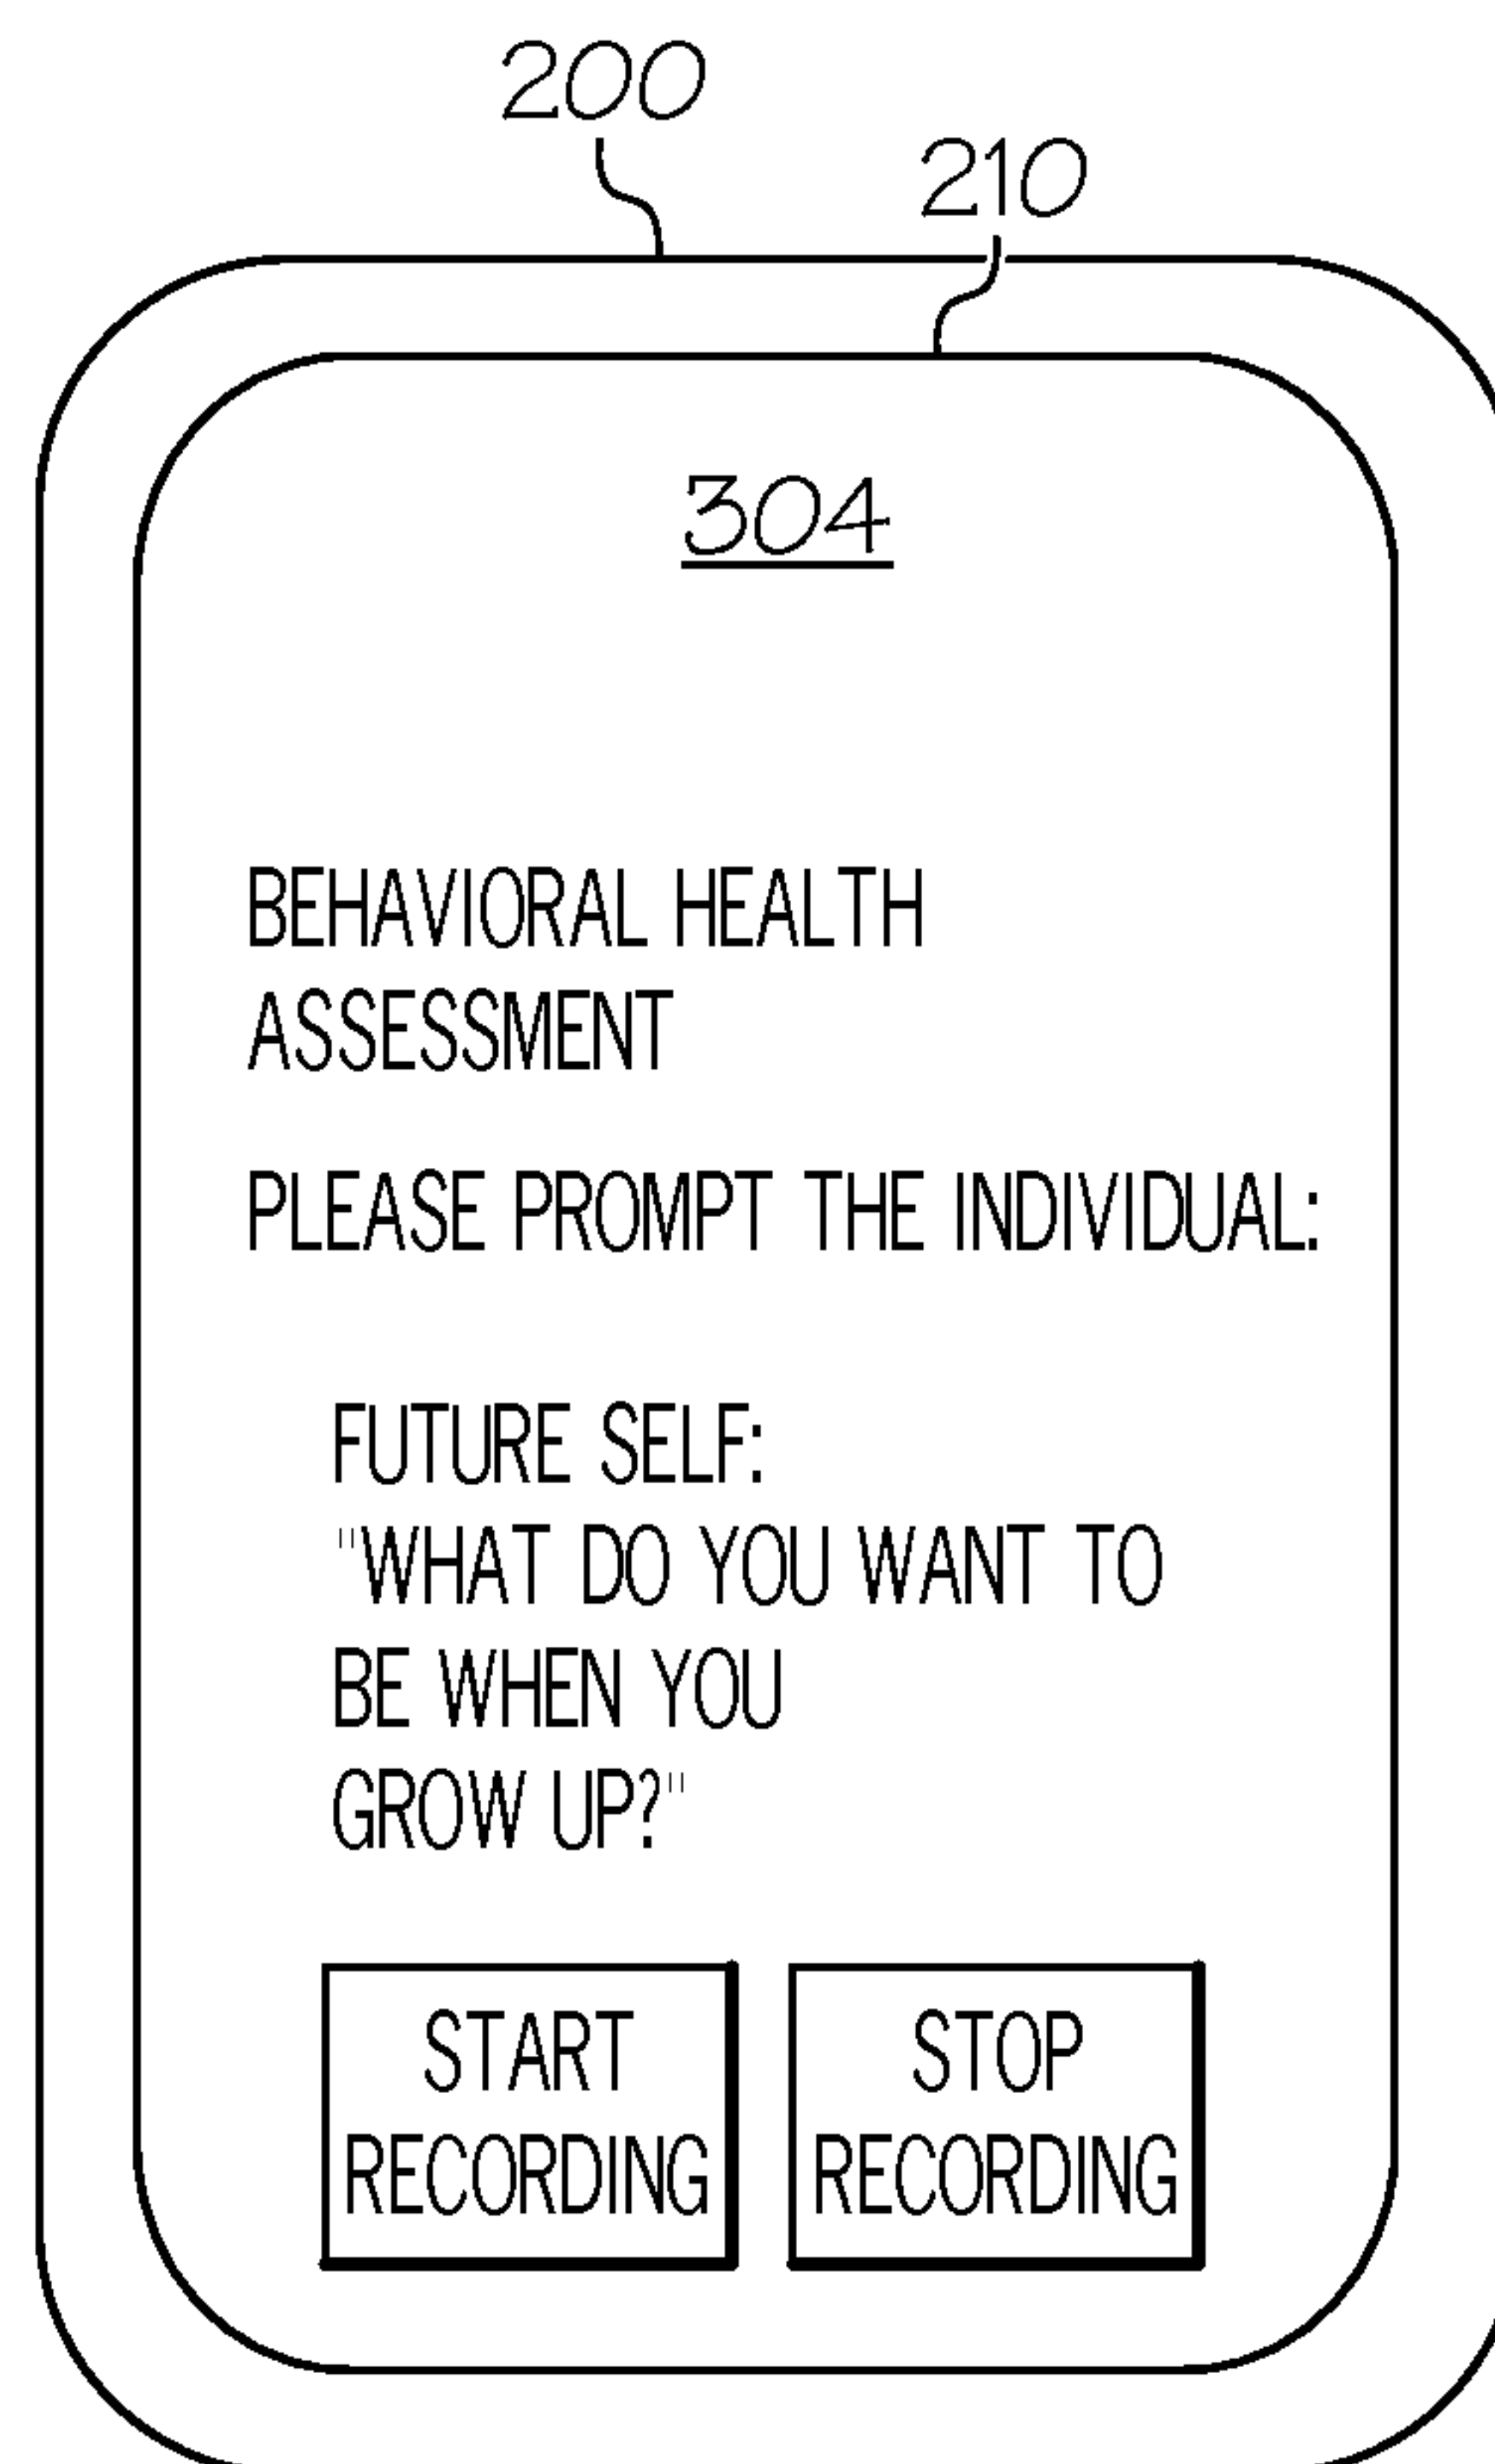 200
210
304
BEHAVIORAL HEALTH
ASSESSMENT
PLEASE PROMPT THE INDIVIDUAL:
FUTURE SELF:
"WHAT DO YOU WANT TO
BE WHEN YOU
GROW UP?"
START
RECORDING
STOP
RECORDING